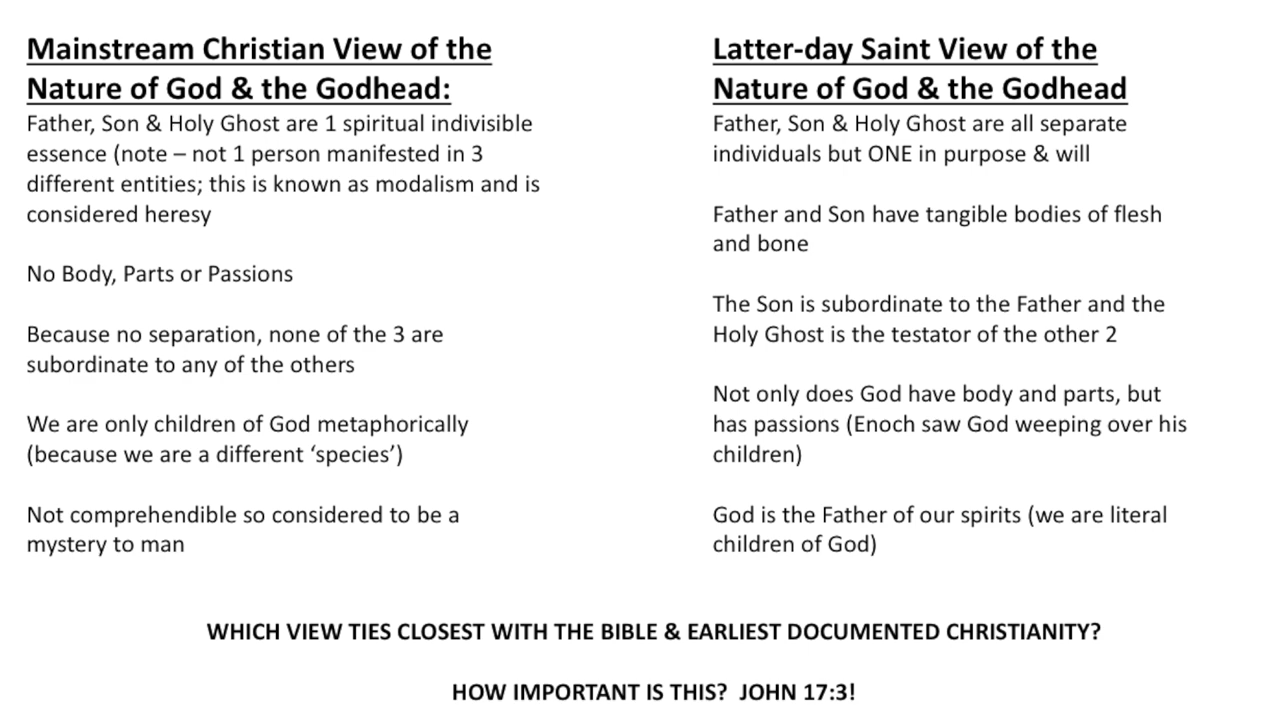 Mainstream Christian View of the
Nature of God & the Godhead:
Father, Son & Holy Ghost are 1 spiritual indivisible
essence (note – not 1 person manifested in 3
different entities; this is known as modalism and is
considered heresy
No Body, Parts or Passions
Because no separation, none of the 3 are
subordinate to any of the others
We are only children of God metaphorically
(because we are a different ‘species’)
Not comprehendible so considered to be a
mystery to man
Latter-day Saint View of the
Nature of God & the Godhead
Father, Son & Holy Ghost are all separate
individuals but ONE in purpose & will
Father and Son have tangible bodies of flesh
and bone
The Son is subordinate to the Father and the
Holy Ghost is the testator of the other 2
Not only does God have body and parts, but
has passions (Enoch saw God weeping over his
children)
God is the Father of our spirits (we are literal
children of God)
WHICH VIEW TIES CLOSEST WITH THE BIBLE & EARLIEST DOCUMENTED CHRISTIANITY?
HOW IMPORTANT IS THIS?  JOHN 17:3!